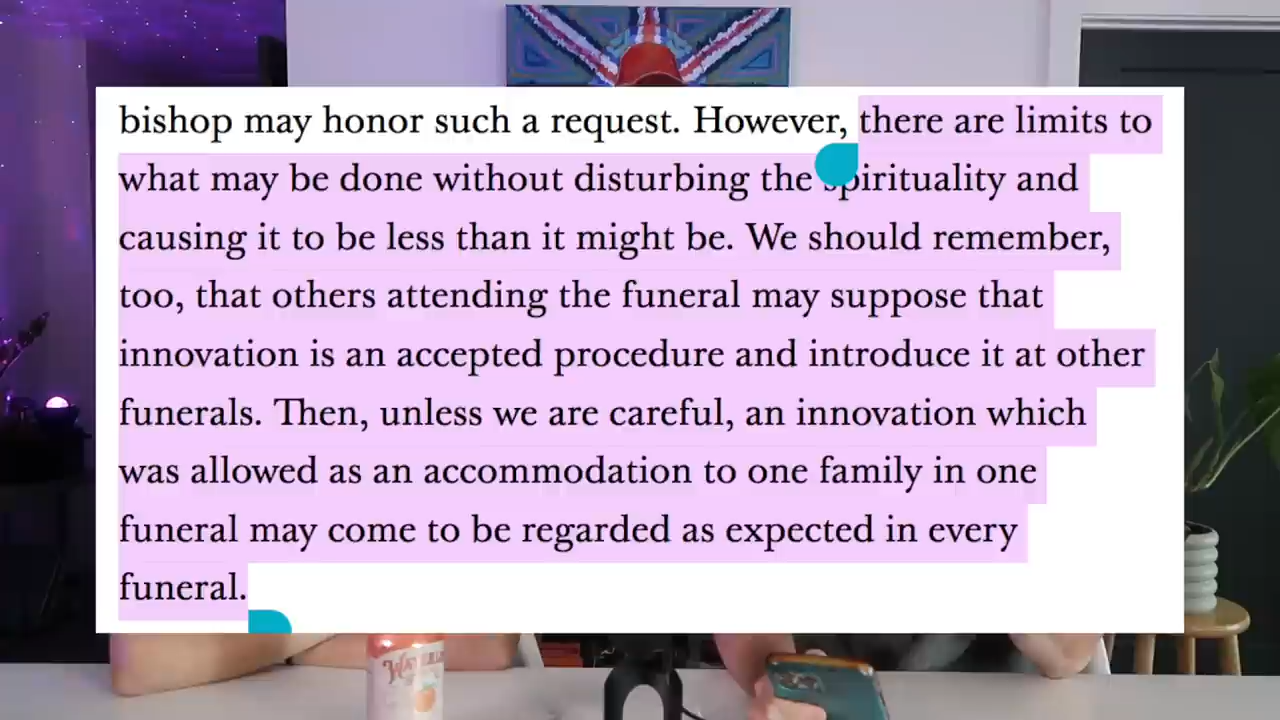 bishop may honor such a request. However, there are limits to
what may be done without disturbing the spirituality and
causing it to be less than it might be. We should remember,
too, that others attending the funeral may suppose that
innovation is an accepted procedure and introduce it at other
funerals. Then, unless we are careful, an innovation which
was allowed as an accommodation to one family in one
funeral may come to be regarded as expected in every
funeral.